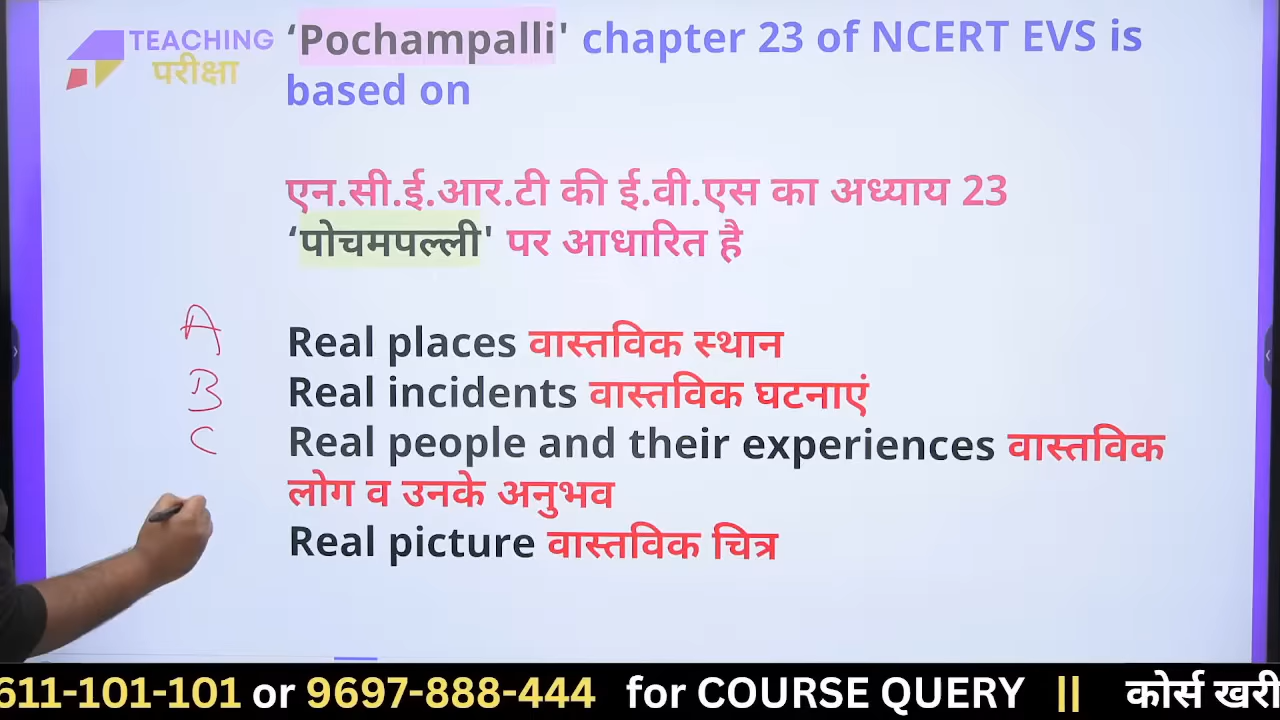 TEACHING
परीक्षा
‘Pochampalli' chapter 23 of NCERT EVS is
based on
एन.सी.ई.आर.टी की ई.वी.एस का अध्याय 23
‘पोचमपल्ली' पर आधारित है
A Real places वास्तविक स्थान
B Real incidents वास्तविक घटनाएं
C Real people and their experiences वास्तविक
लोग व उनके अनुभव
Real picture वास्तविक चित्र
611-101-101 or 9697-888-444 for COURSE QUERY || कोर्स खरी